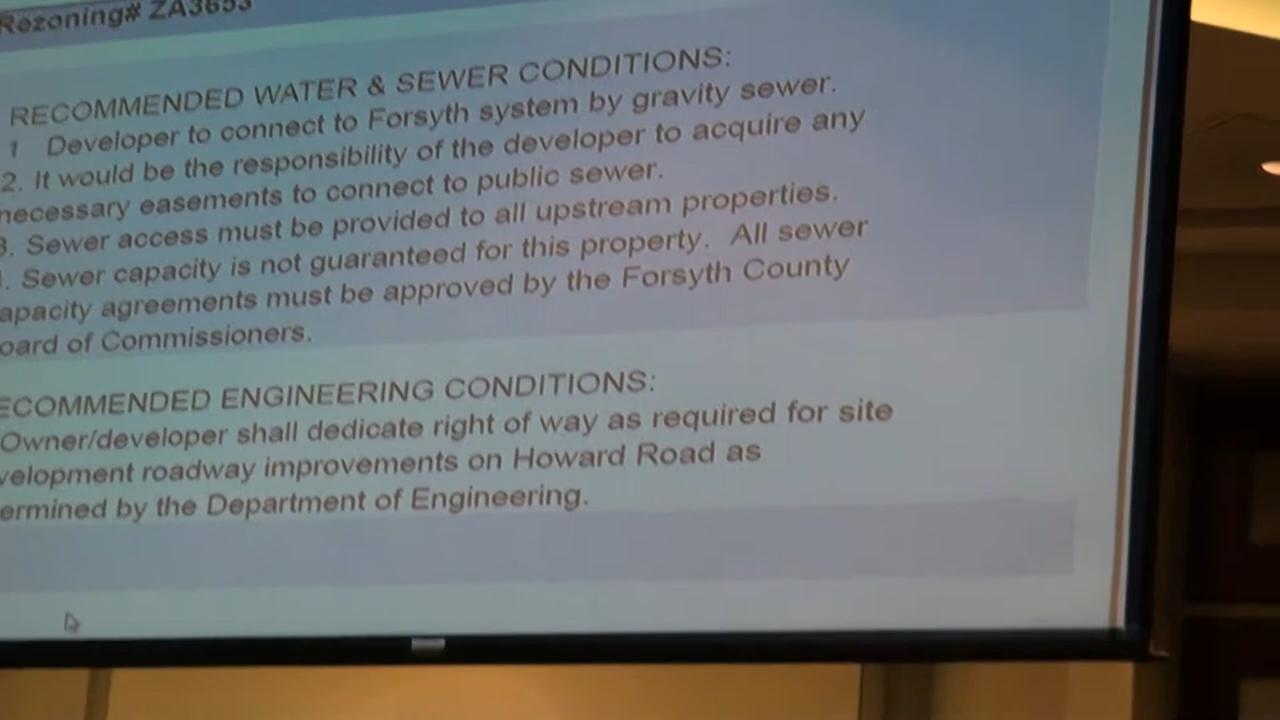 Rezoning# ZA3653
RECOMMENDED WATER & SEWER CONDITIONS:
1 Developer to connect to Forsyth system by gravity sewer.
2. It would be the responsibility of the developer to acquire any
necessary easements to connect to public sewer.
3. Sewer access must be provided to all upstream properties.
. Sewer capacity is not guaranteed for this property. All sewer
apacity agreements must be approved by the Forsyth County
oard of Commissioners.
ECOMMENDED ENGINEERING CONDITIONS:
Owner/developer shall dedicate right of way as required for site
velopment roadway improvements on Howard Road as
ermined by the Department of Engineering.